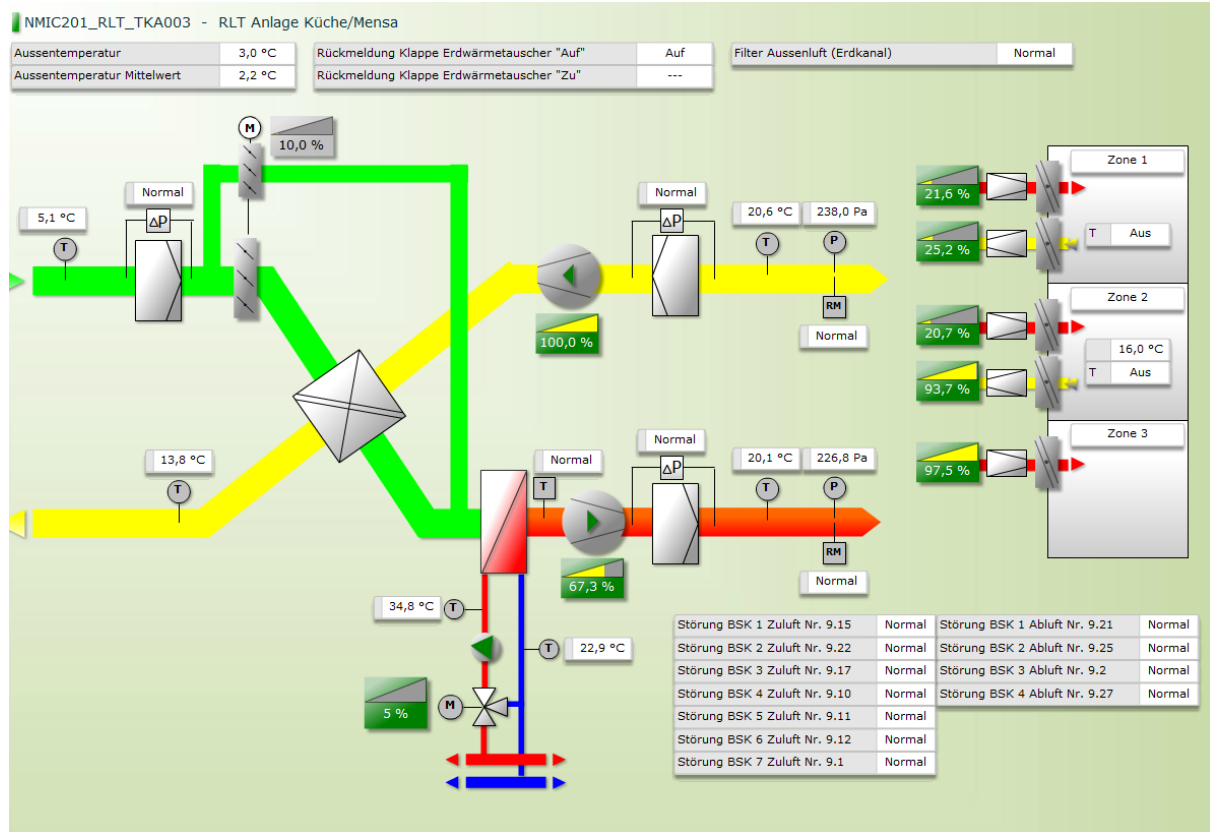 NMIC201_RLT_TKA003 - RLT Anlage Küche/Mensa
Aussentemperatur 3,0 °C
Aussentemperatur Mittelwert 2,2 °C
Rückmeldung Klappe Erdwärmetauscher "Auf" Auf
Rückmeldung Klappe Erdwärmetauscher "Zu" ---
Filter Aussenluft (Erdkanal) Normal
M
10,0 %
Normal
ΔP
5,1 °C
T
Normal
ΔP
20,6 °C
238,0 Pa
T
P
RM
Normal
100,0 %
13,8 °C
T
Normal
T
67,3 %
Normal
ΔP
20,1 °C
226,8 Pa
T
P
RM
Normal
34,8 °C
T
T
22,9 °C
5 %
M
Zone 1
21,6 %
25,2 %
T Aus
Zone 2
20,7 %
16,0 °C
T Aus
93,7 %
Zone 3
97,5 %
Störung BSK 1 Zuluft Nr. 9.15 Normal
Störung BSK 2 Zuluft Nr. 9.22 Normal
Störung BSK 3 Zuluft Nr. 9.17 Normal
Störung BSK 4 Zuluft Nr. 9.10 Normal
Störung BSK 5 Zuluft Nr. 9.11 Normal
Störung BSK 6 Zuluft Nr. 9.12 Normal
Störung BSK 7 Zuluft Nr. 9.1 Normal
Störung BSK 1 Abluft Nr. 9.21 Normal
Störung BSK 2 Abluft Nr. 9.25 Normal
Störung BSK 3 Abluft Nr. 9.2 Normal
Störung BSK 4 Abluft Nr. 9.27 Normal